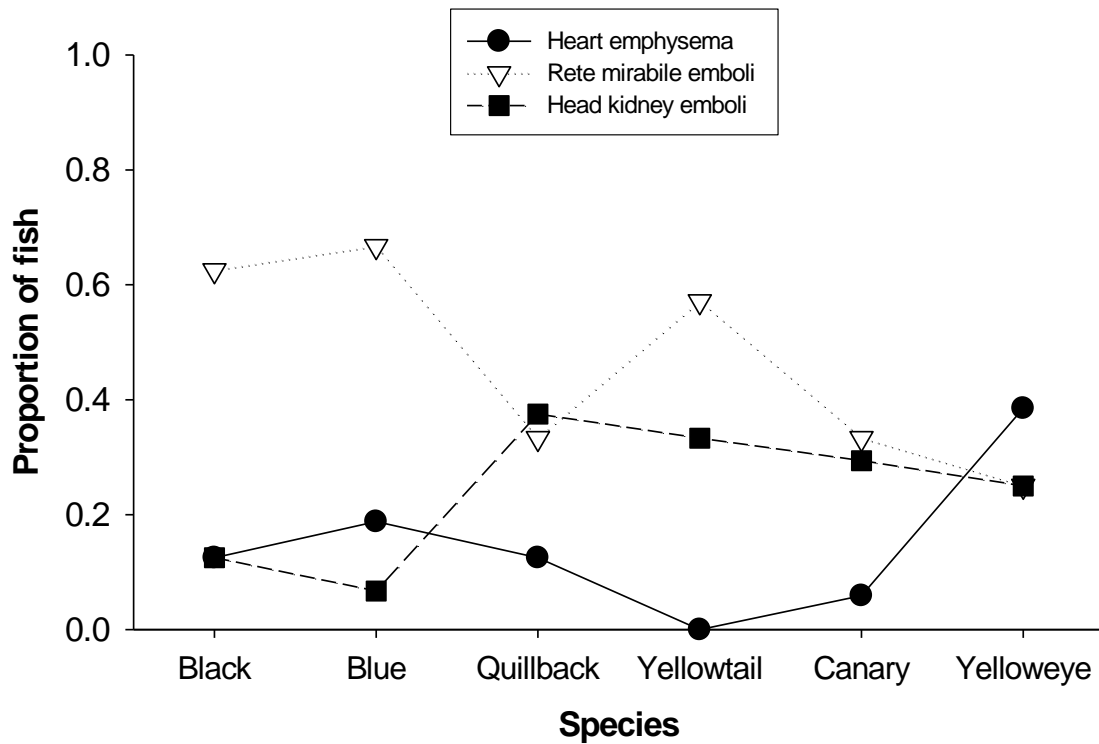 Heart emphysema
Rete mirabile emboli
Head kidney emboli
1.0
0.8
0.6
0.4
0.2
0.0
Proportion of fish
Black Blue Quillback Yellowtail Canary Yelloweye
Species